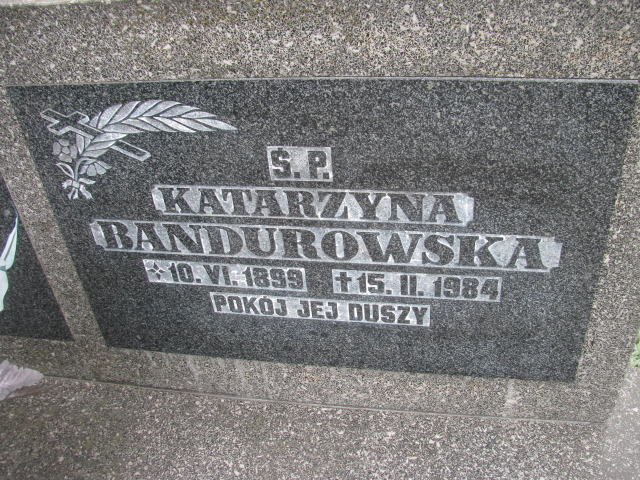 Ś.P.
KATARZYNA
BANDUROWSKA
10.VI.1899 †15.II.1984
POKÓJ JEJ DUSZY